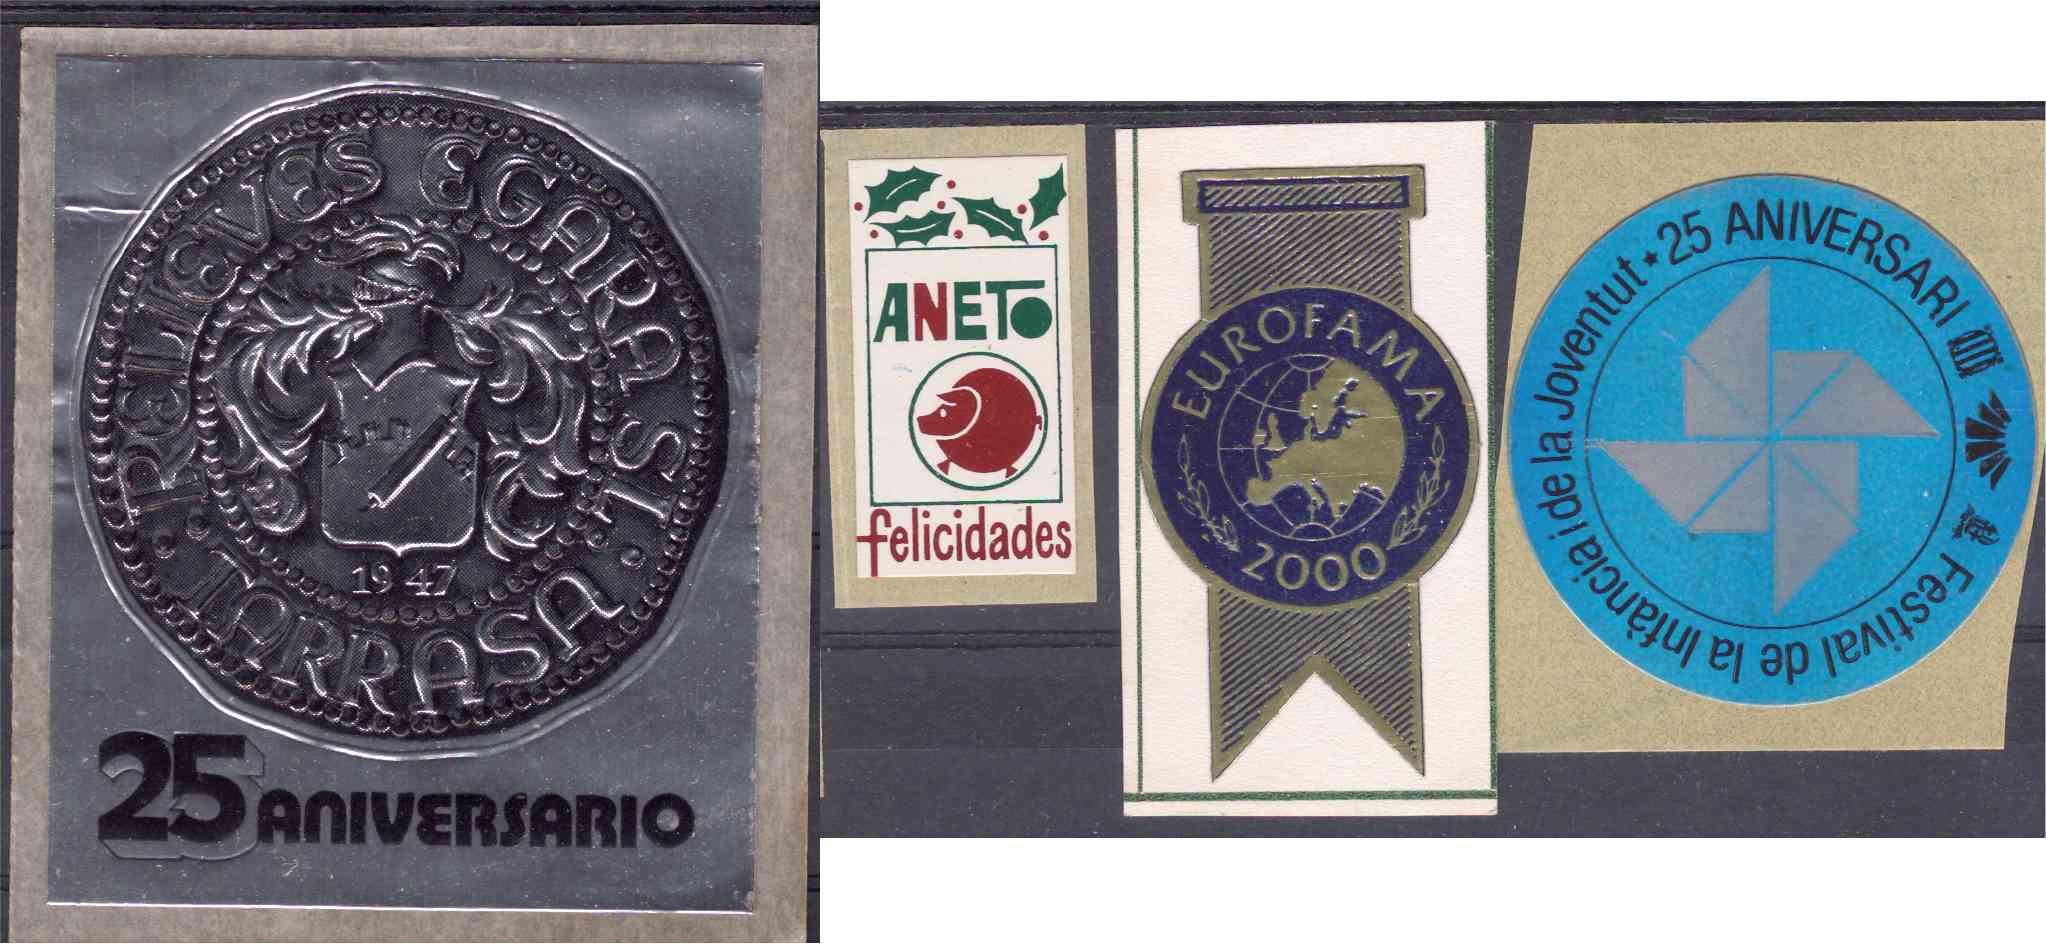 · RELIEVES EGARA S.L. ·
· TARRASA ·
1947
25 ANIVERSARIO
ANETO
felicidades
EUROFAMA
2000
Festival de la Infància i de la Joventut ★ 25 ANIVERSARI